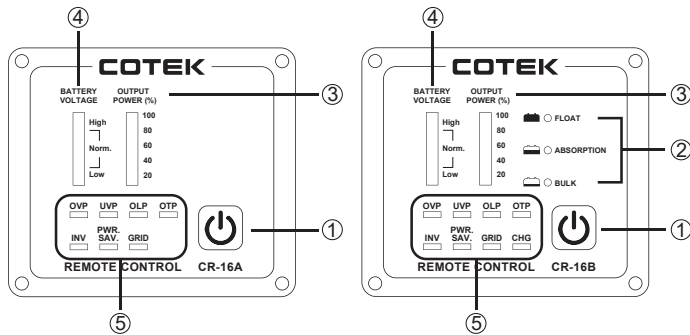 ④
COTEK
BATTERY VOLTAGE
OUTPUT POWER (%)
③
High
Norm.
Low
100
80
60
40
20
OVP UVP OLP OTP
INV PWR. SAV. GRID
①
REMOTE CONTROL CR-16A
⑤
④
COTEK
BATTERY VOLTAGE
OUTPUT POWER (%)
③
High
Norm.
Low
100
80
60
40
20
FLOAT
ABSORPTION
BULK
②
OVP UVP OLP OTP
INV PWR. SAV. GRID CHG
①
REMOTE CONTROL CR-16B
⑤